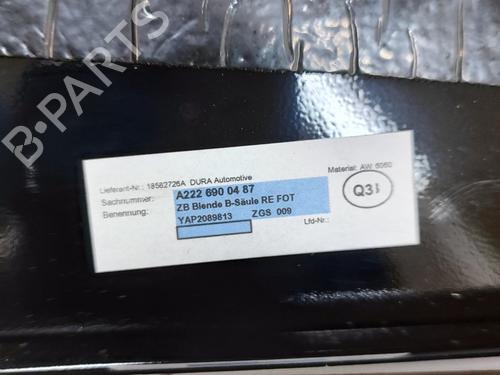 Lieferant-Nr.: 18562726A DURA Automotive
Material: AW 6060
Sachnummer: A222 690 04 87
Benennung: ZB Blende B-Säule RE FOT
YAP2089813 ZGS 009
Lfd-Nr.:
Q3
B-PARTS